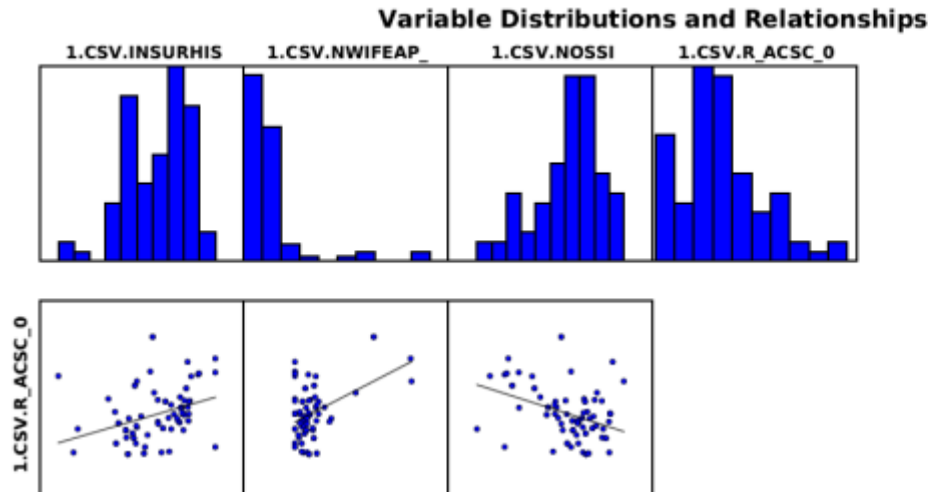 Variable Distributions and Relationships
1.CSV.INSURHIS 1.CSV.NWIFEAP_ 1.CSV.NOSSI 1.CSV.R_ACSC_0
1.CSV.R_ACSC_0